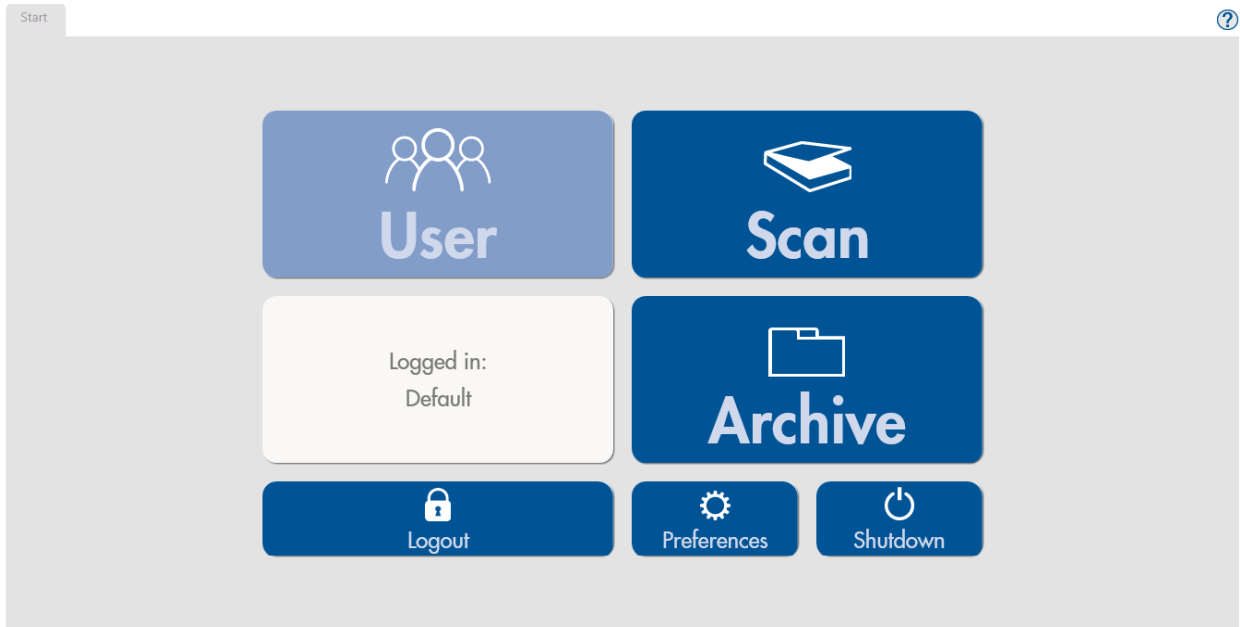 Start
?
User
Scan
Logged in:
Default
Archive
Logout
Preferences
Shutdown